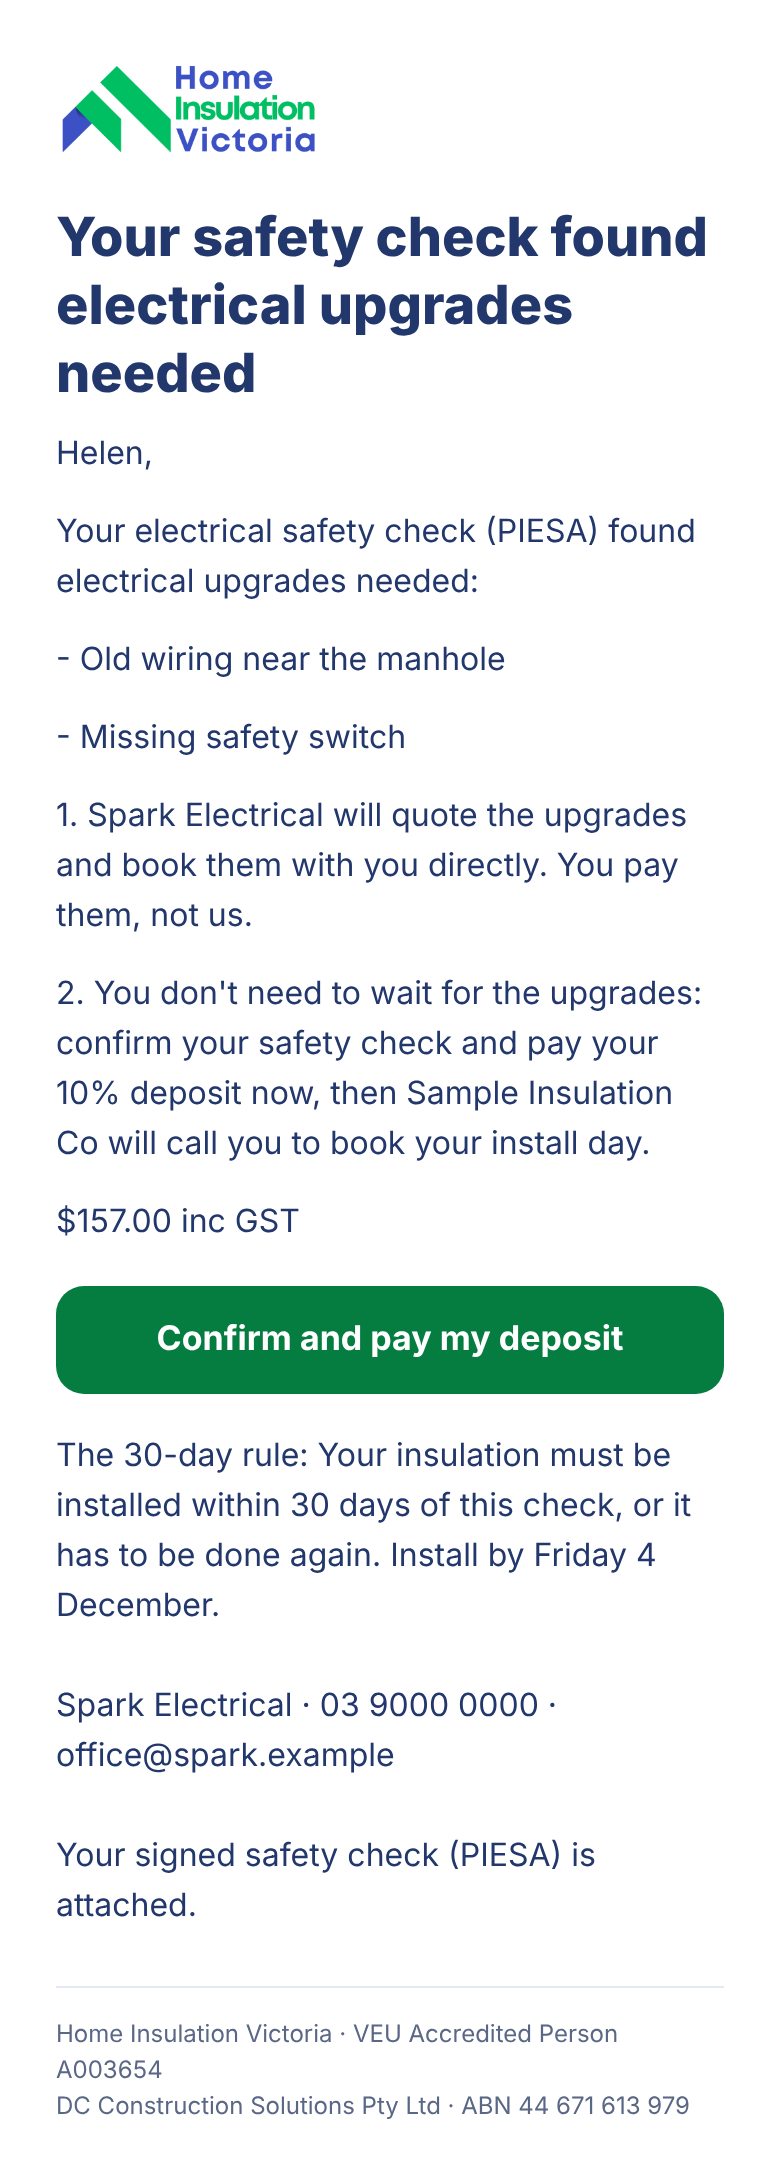 Home
Insulation
Victoria
Your safety check found
electrical upgrades
needed
Helen,
Your electrical safety check (PIESA) found
electrical upgrades needed:
- Old wiring near the manhole
- Missing safety switch
1. Spark Electrical will quote the upgrades
and book them with you directly. You pay
them, not us.
2. You don't need to wait for the upgrades:
confirm your safety check and pay your
10% deposit now, then Sample Insulation
Co will call you to book your install day.
$157.00 inc GST
Confirm and pay my deposit
The 30-day rule: Your insulation must be
installed within 30 days of this check, or it
has to be done again. Install by Friday 4
December.
Spark Electrical · 03 9000 0000 ·
office@spark.example
Your signed safety check (PIESA) is
attached.
Home Insulation Victoria · VEU Accredited Person
A003654
DC Construction Solutions Pty Ltd · ABN 44 671 613 979